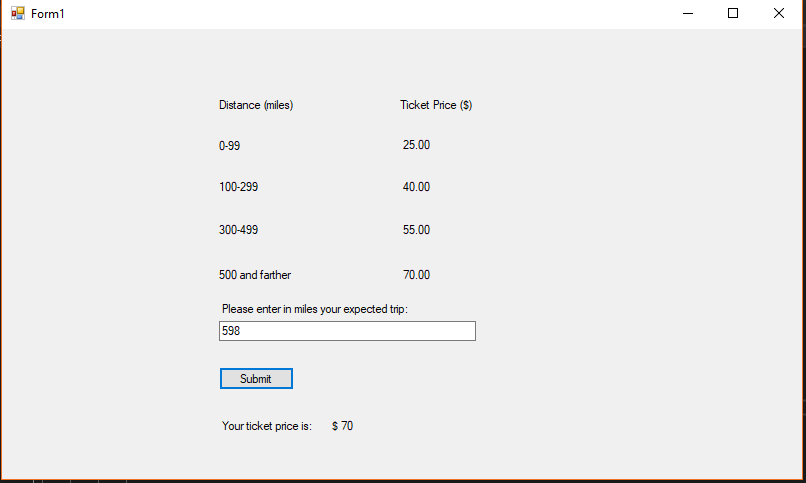 Form1
Distance (miles) Ticket Price ($)
0-99 25.00
100-299 40.00
300-499 55.00
500 and farther 70.00
Please enter in miles your expected trip:
598
Submit
Your ticket price is: $ 70